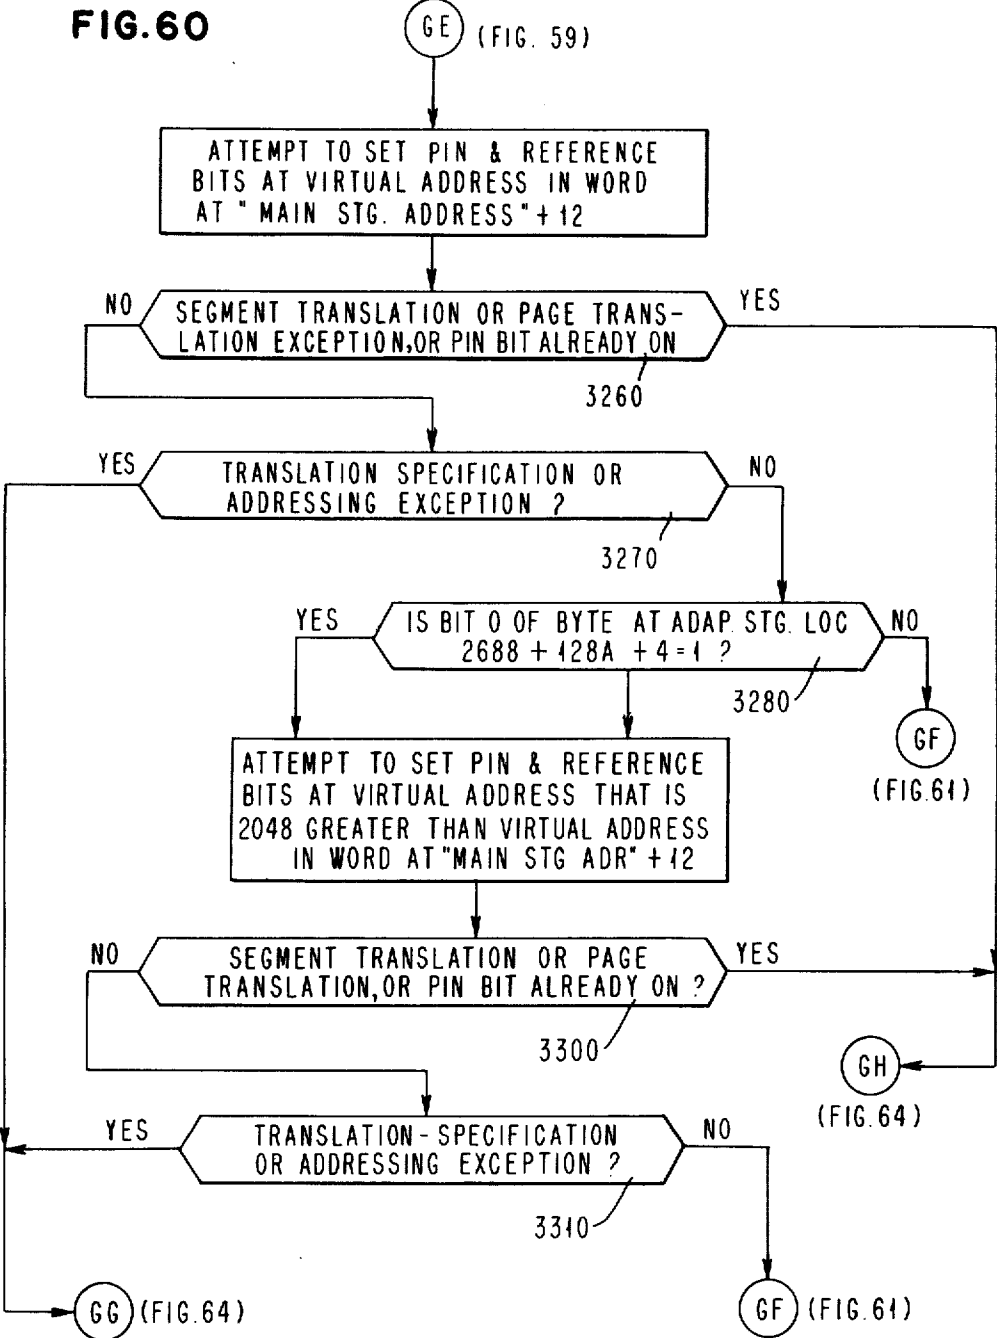 FIG.60
GE (FIG. 59)
ATTEMPT TO SET PIN & REFERENCE
BITS AT VIRTUAL ADDRESS IN WORD
AT "MAIN STG. ADDRESS" + 12
NO
YES
SEGMENT TRANSLATION OR PAGE TRANS-
LATION EXCEPTION, OR PIN BIT ALREADY ON
3260
YES
NO
TRANSLATION SPECIFICATION OR
ADDRESSING EXCEPTION ?
3270
YES
NO
IS BIT 0 OF BYTE AT ADAP. STG. LOC
2688 + 128A + 4 = 1 ?
3280
GF
(FIG.61)
ATTEMPT TO SET PIN & REFERENCE
BITS AT VIRTUAL ADDRESS THAT IS
2048 GREATER THAN VIRTUAL ADDRESS
IN WORD AT "MAIN STG ADR" + 12
NO
YES
SEGMENT TRANSLATION OR PAGE
TRANSLATION, OR PIN BIT ALREADY ON ?
3300
GH
(FIG.64)
YES
NO
TRANSLATION - SPECIFICATION
OR ADDRESSING EXCEPTION ?
3310
GG (FIG.64)
GF (FIG.61)